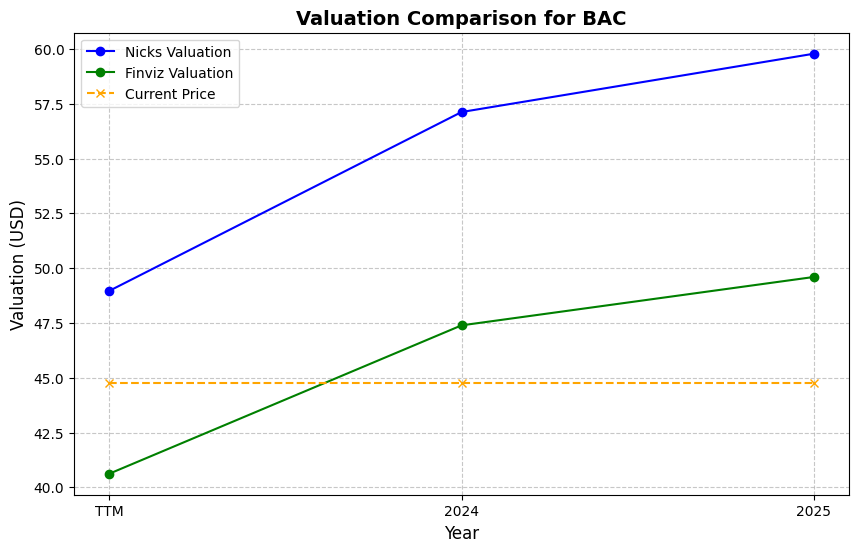 Valuation Comparison for BAC
Nicks Valuation
Finviz Valuation
Current Price
Valuation (USD)
60.0
57.5
55.0
52.5
50.0
47.5
45.0
42.5
40.0
TTM
2024
2025
Year